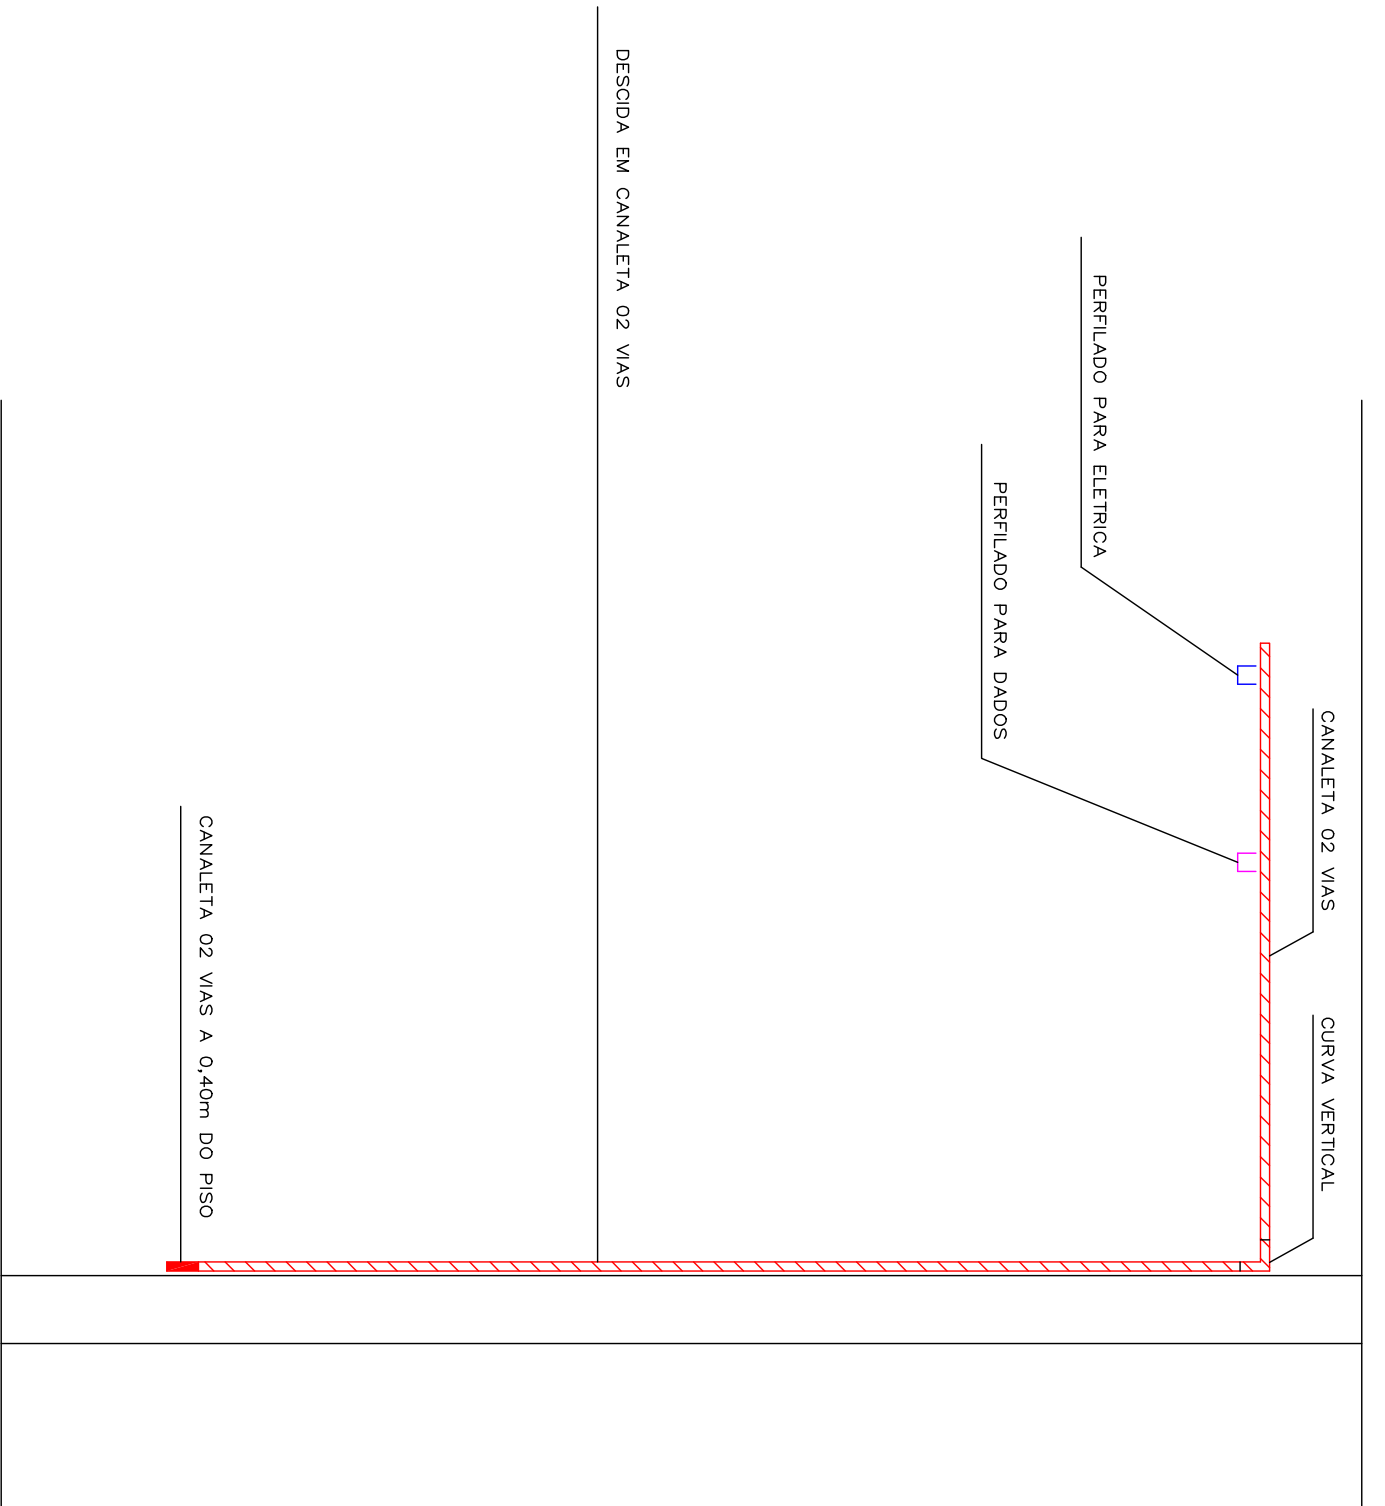 CANALETA 02 VIAS
CURVA VERTICAL
PERFILADO PARA ELETRICA
PERFILADO PARA DADOS
DESCIDA EM CANALETA 02 VIAS
CANALETA 02 VIAS A 0,40m DO PISO